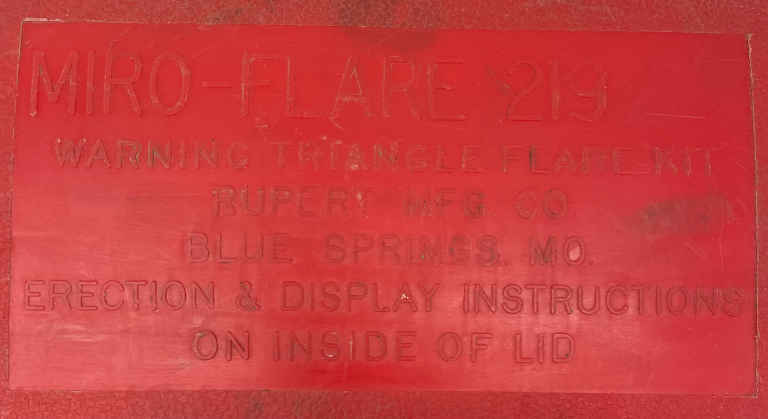 MIRO-FLARE 219
WARNING TRIANGLE FLARE KIT
RUPERT MFG CO
BLUE SPRINGS, MO.
ERECTION & DISPLAY INSTRUCTIONS
ON INSIDE OF LID